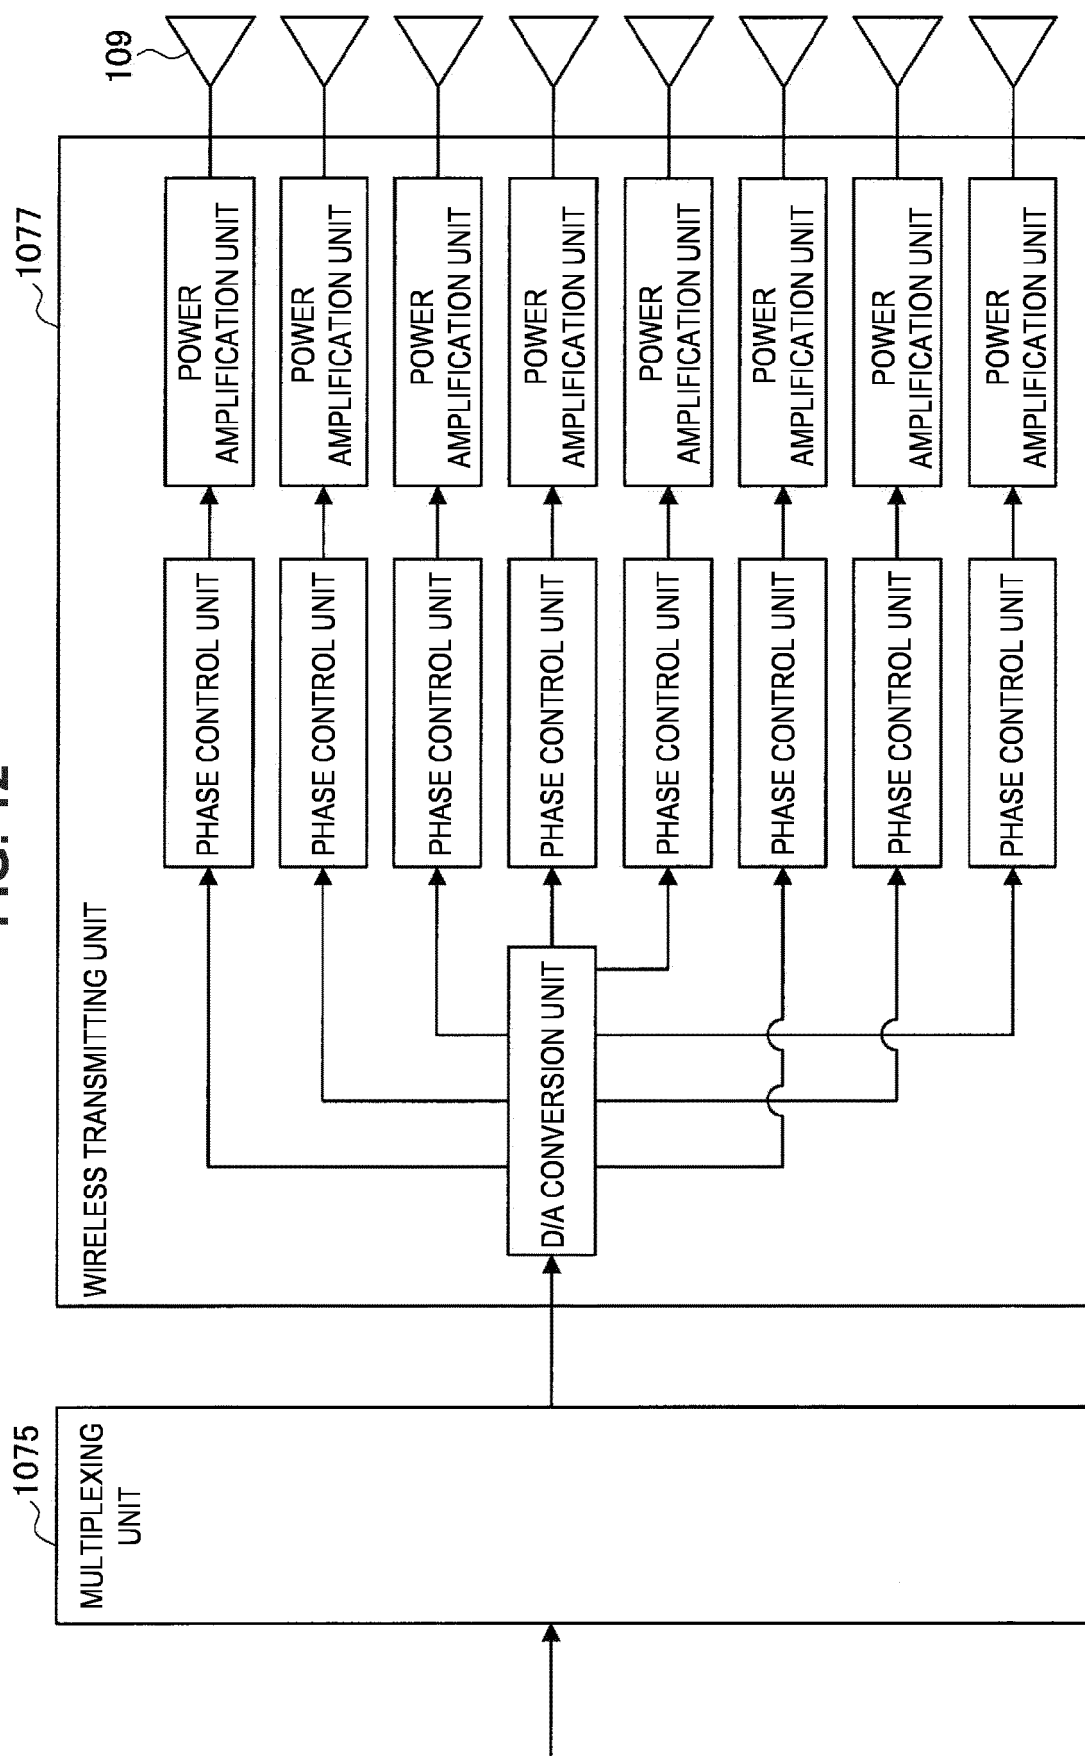 1075
MULTIPLEXING
UNIT
1077
WIRELESS TRANSMITTING UNIT
D/A CONVERSION UNIT
PHASE CONTROL UNIT
POWER
AMPLIFICATION UNIT
109
PHASE CONTROL UNIT
POWER
AMPLIFICATION UNIT
PHASE CONTROL UNIT
POWER
AMPLIFICATION UNIT
PHASE CONTROL UNIT
POWER
AMPLIFICATION UNIT
PHASE CONTROL UNIT
POWER
AMPLIFICATION UNIT
PHASE CONTROL UNIT
POWER
AMPLIFICATION UNIT
PHASE CONTROL UNIT
POWER
AMPLIFICATION UNIT
PHASE CONTROL UNIT
POWER
AMPLIFICATION UNIT